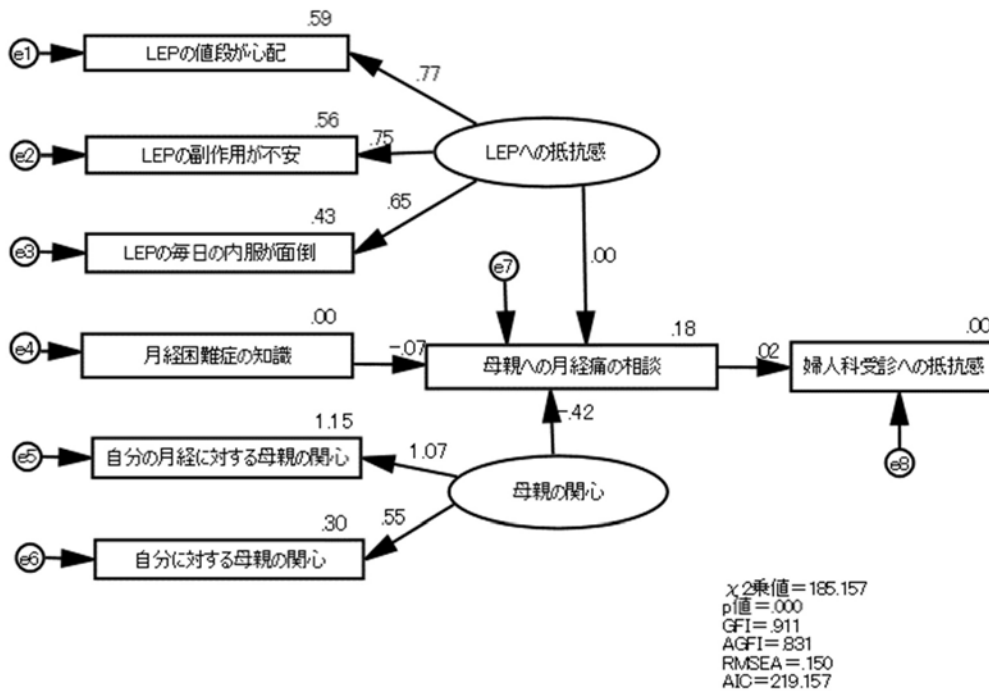 .59
e1
LEPの値段が心配
.77
.56
e2
LEPの副作用が不安
.75
LEPへの抵抗感
.65
.43
e3
LEPの毎日の内服が面倒
.00
e7
.00
e4
月経困難症の知識
-.07
母親への月経痛の相談
.18
.02
婦人科受診への抵抗感
.00
-.42
1.15
e5
自分の月経に対する母親の関心
1.07
母親の関心
e8
.30
.55
e6
自分に対する母親の関心
χ2乗値=185.157
p値=.000
GFI=.911
AGFI=.831
RMSEA=.150
AIC=219.157